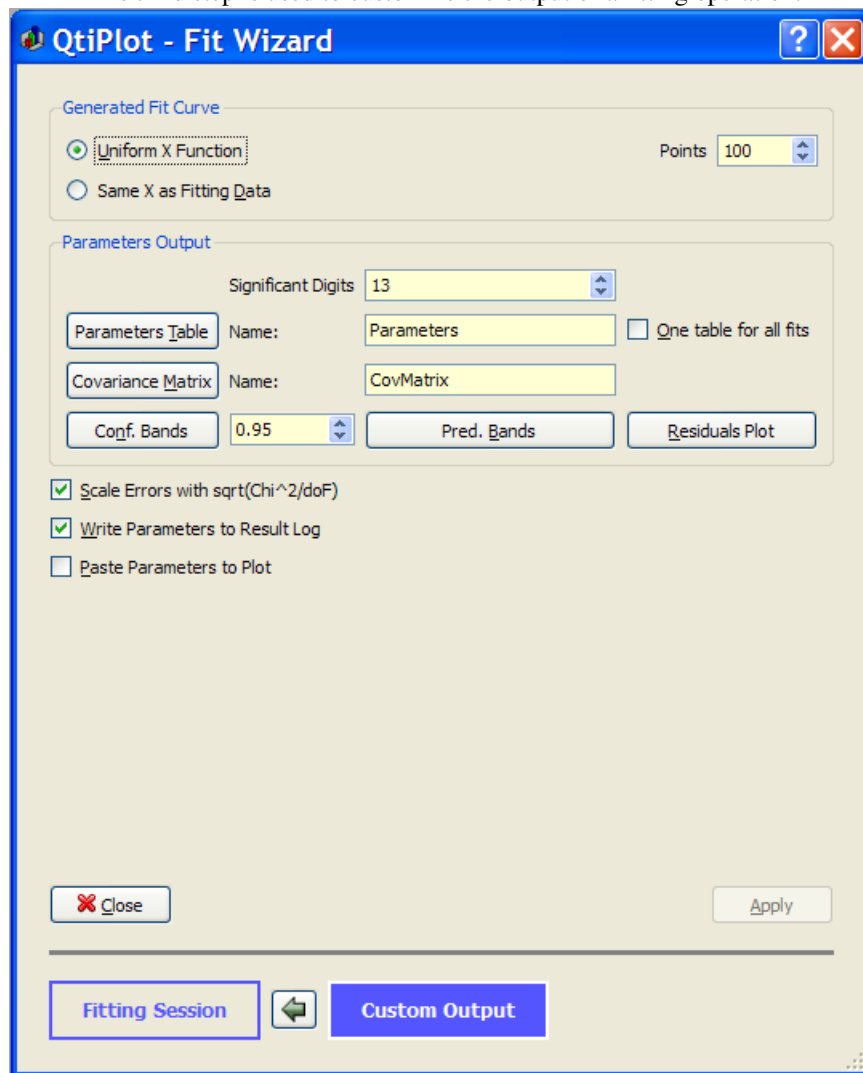 QtiPlot - Fit Wizard
Generated Fit Curve
Uniform X Function Points 100
Same X as Fitting Data
Parameters Output
Significant Digits 13
Parameters Table Name: Parameters One table for all fits
Covariance Matrix Name: CovMatrix
Conf. Bands 0.95 Pred. Bands Residuals Plot
Scale Errors with sqrt(Chi^2/doF)
Write Parameters to Result Log
Paste Parameters to Plot
Close Apply
Fitting Session Custom Output